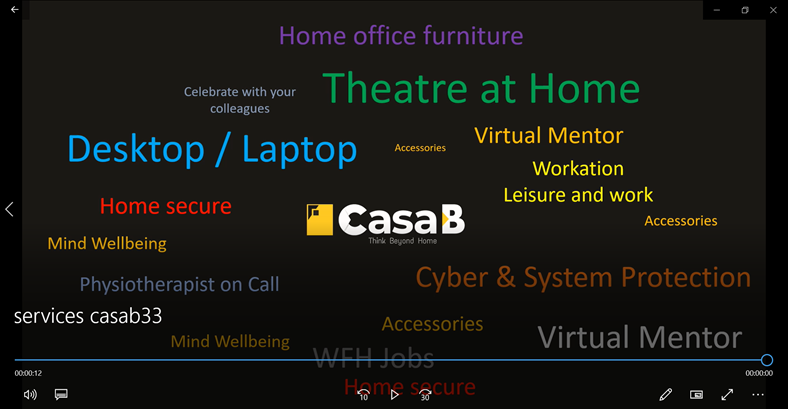 Home office furniture
Celebrate with your
colleagues
Theatre at Home
Desktop / Laptop
Accessories
Virtual Mentor
Workation
Leisure and work
Home secure
CasaB
Think Beyond Home
Accessories
Mind Wellbeing
Physiotherapist on Call
Cyber & System Protection
services casab33
Accessories
Mind Wellbeing
Virtual Mentor
WFH Jobs
00:00:12
00:00:00
Home secure
10
30